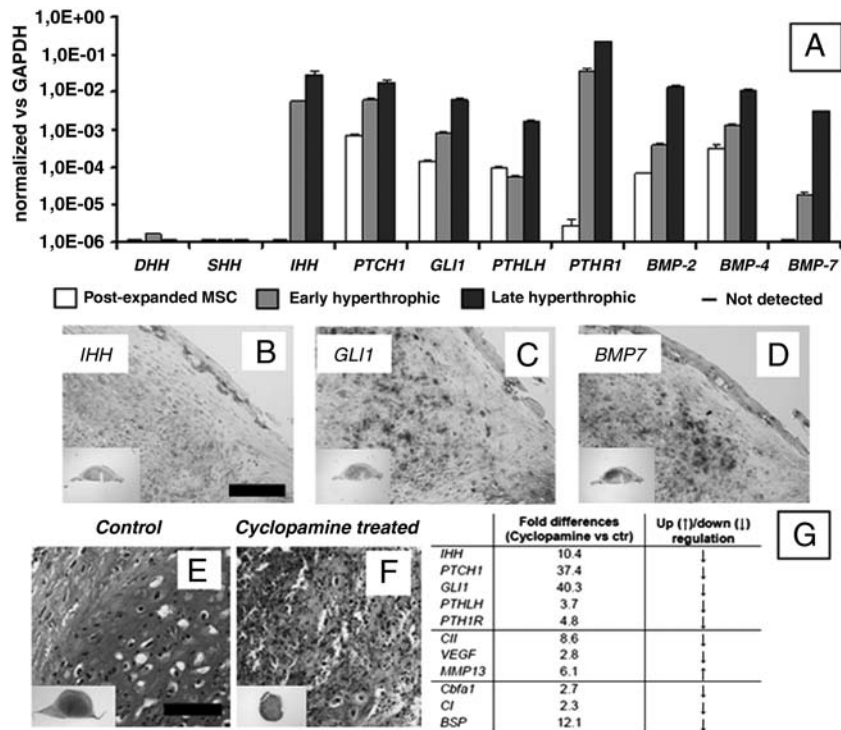 A
normalized vs GAPDH
1,0E+00
1,0E-01
1,0E-02
1,0E-03
1,0E-04
1,0E-05
1,0E-06
DHH SHH IHH PTCH1 GLI1 PTHLH PTHR1 BMP-2 BMP-4 BMP-7
Post-expanded MSC Early hyperthrophic Late hyperthrophic Not detected
IHH B GLI1 C BMP7 D
Control Cyclopamine treated
E F G
Fold differences (Cyclopamine vs ctr) Up (↑)/down (↓) regulation
IHH 10.4 ↓
PTCH1 37.4 ↓
GLI1 40.3 ↓
PTHLH 3.7 ↓
PTH1R 4.8 ↓
CII 8.6 ↓
VEGF 2.8 ↓
MMP13 6.1 ↑
Cbfa1 2.7 ↓
CI 2.3 ↓
BSP 12.1 ↓